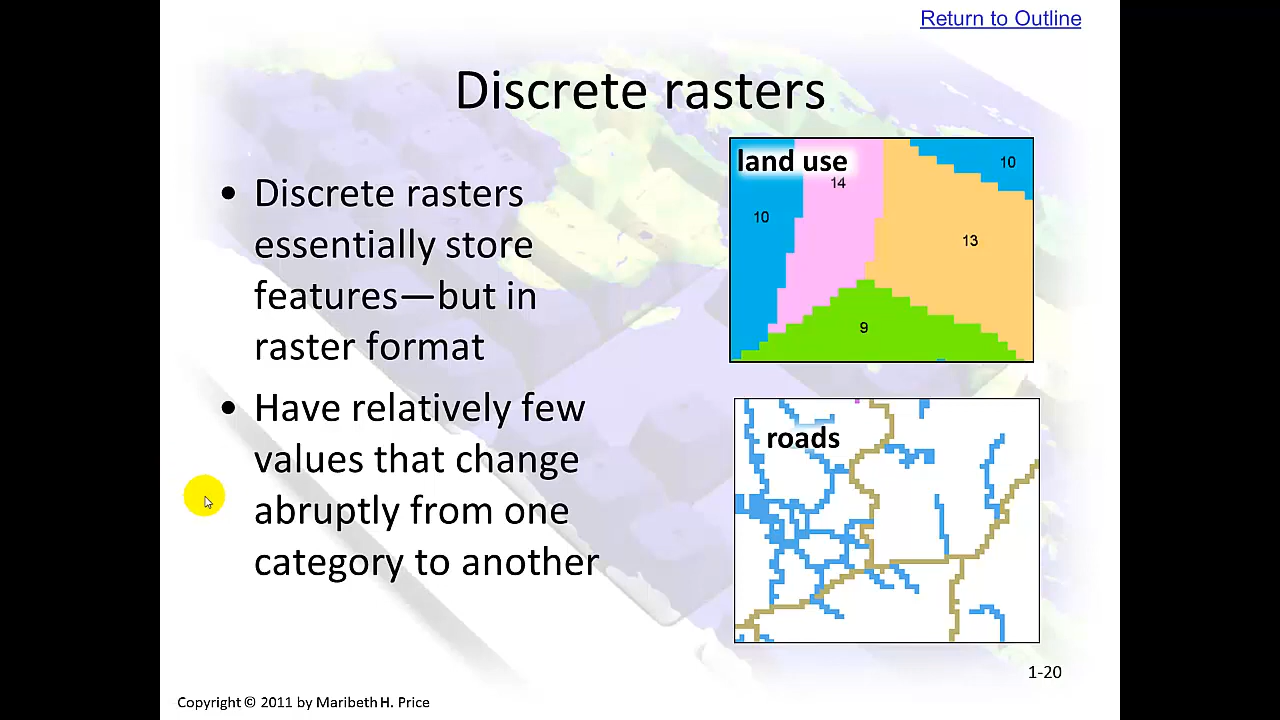 Return to Outline
Discrete rasters
• Discrete rasters
essentially store
features—but in
raster format
• Have relatively few
values that change
abruptly from one
category to another
land use
10
14
10
13
9
roads
1-20
Copyright © 2011 by Maribeth H. Price